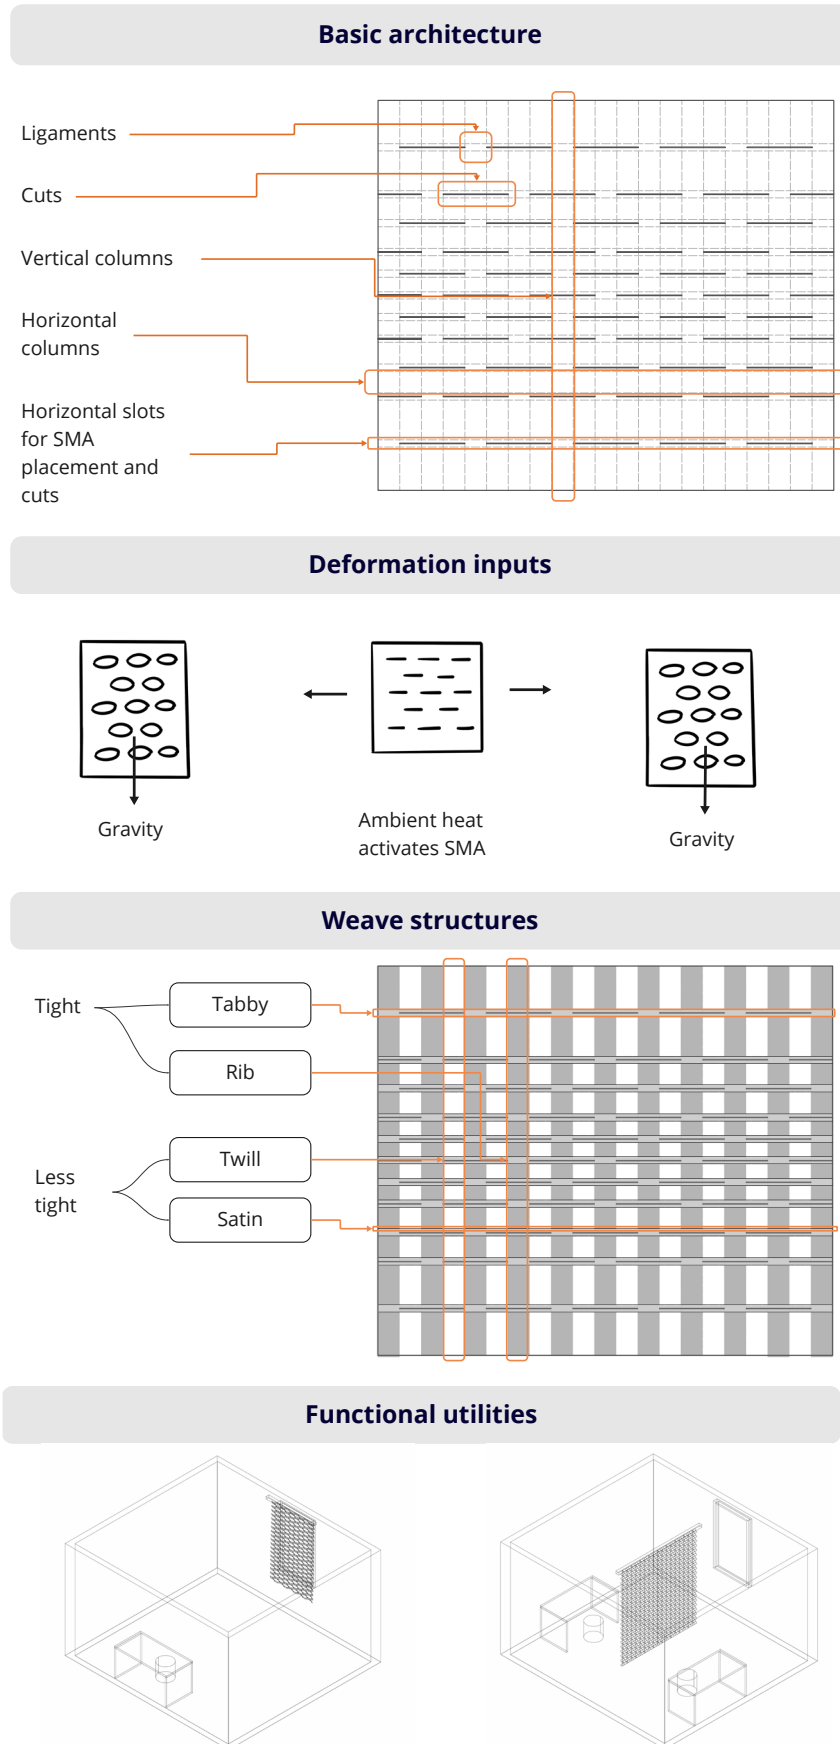 Basic architecture
Ligaments
Cuts
Vertical columns
Horizontal
columns
Horizontal slots
for SMA
placement and
cuts
Deformation inputs
Gravity
Ambient heat
activates SMA
Gravity
Weave structures
Tight
Tabby
Rib
Less
tight
Twill
Satin
Functional utilities